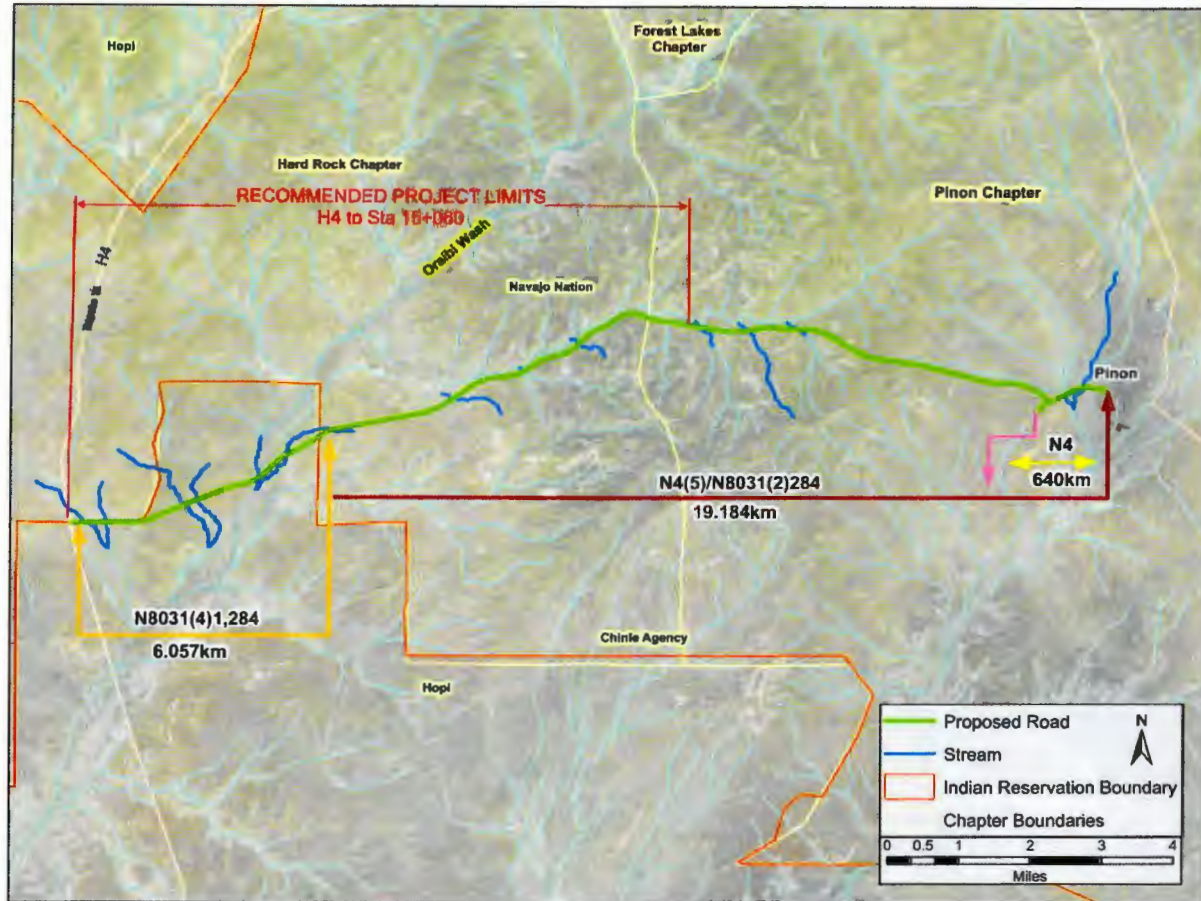 Hopi
Forest Lakes
Chapter
Hard Rock Chapter
RECOMMENDED PROJECT LIMITS
H4 to Sta
Pinon Chapter
Oraibi Wash
H4
Navajo Nation
Pinon
N4
640km
N4(5)/N8031(2)284
19.184km
N8031(4)1,284
6.057km
Chinle Agency
Hopi
Proposed Road
N
Stream
Indian Reservation Boundary
Chapter Boundaries
0 0.5 1 2 3 4
Miles